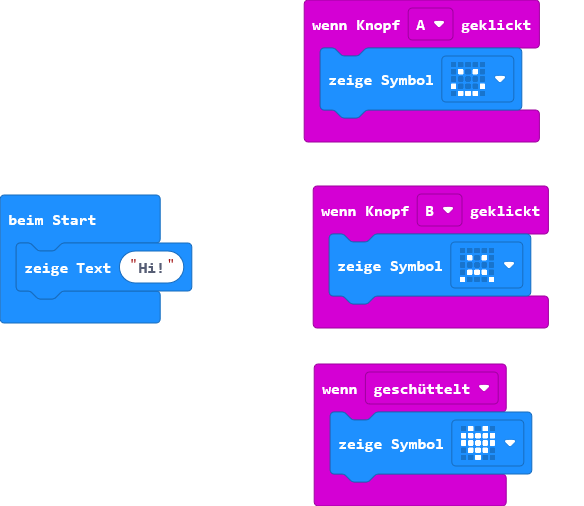 wenn Knopf A geklickt
zeige Symbol
beim Start
zeige Text "Hi!"
wenn Knopf B geklickt
zeige Symbol
wenn geschüttelt
zeige Symbol